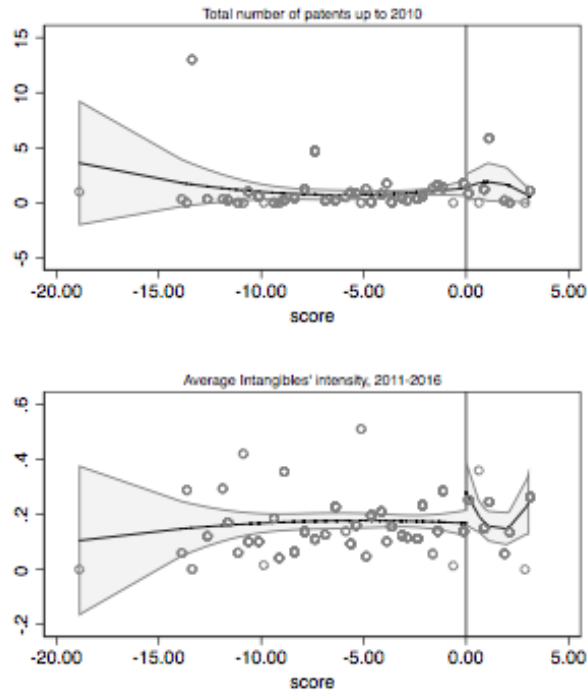 Total number of patents up to 2010
15
10
5
0
-5
-20.00 -15.00 -10.00 -5.00 0.00 5.00
score
Average Intangibles' intensity, 2011-2016
.6
.4
.2
0
-.2
-20.00 -15.00 -10.00 -5.00 0.00 5.00
score